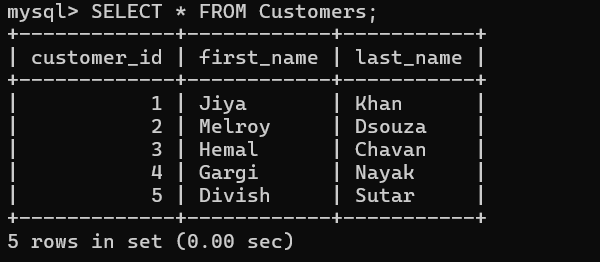 mysql> SELECT * FROM Customers;
+-------------+------------+-----------+
| customer_id | first_name | last_name |
+-------------+------------+-----------+
|           1 | Jiya       | Khan      |
|           2 | Melroy     | Dsouza    |
|           3 | Hemal      | Chavan    |
|           4 | Gargi      | Nayak     |
|           5 | Divish     | Sutar     |
+-------------+------------+-----------+
5 rows in set (0.00 sec)